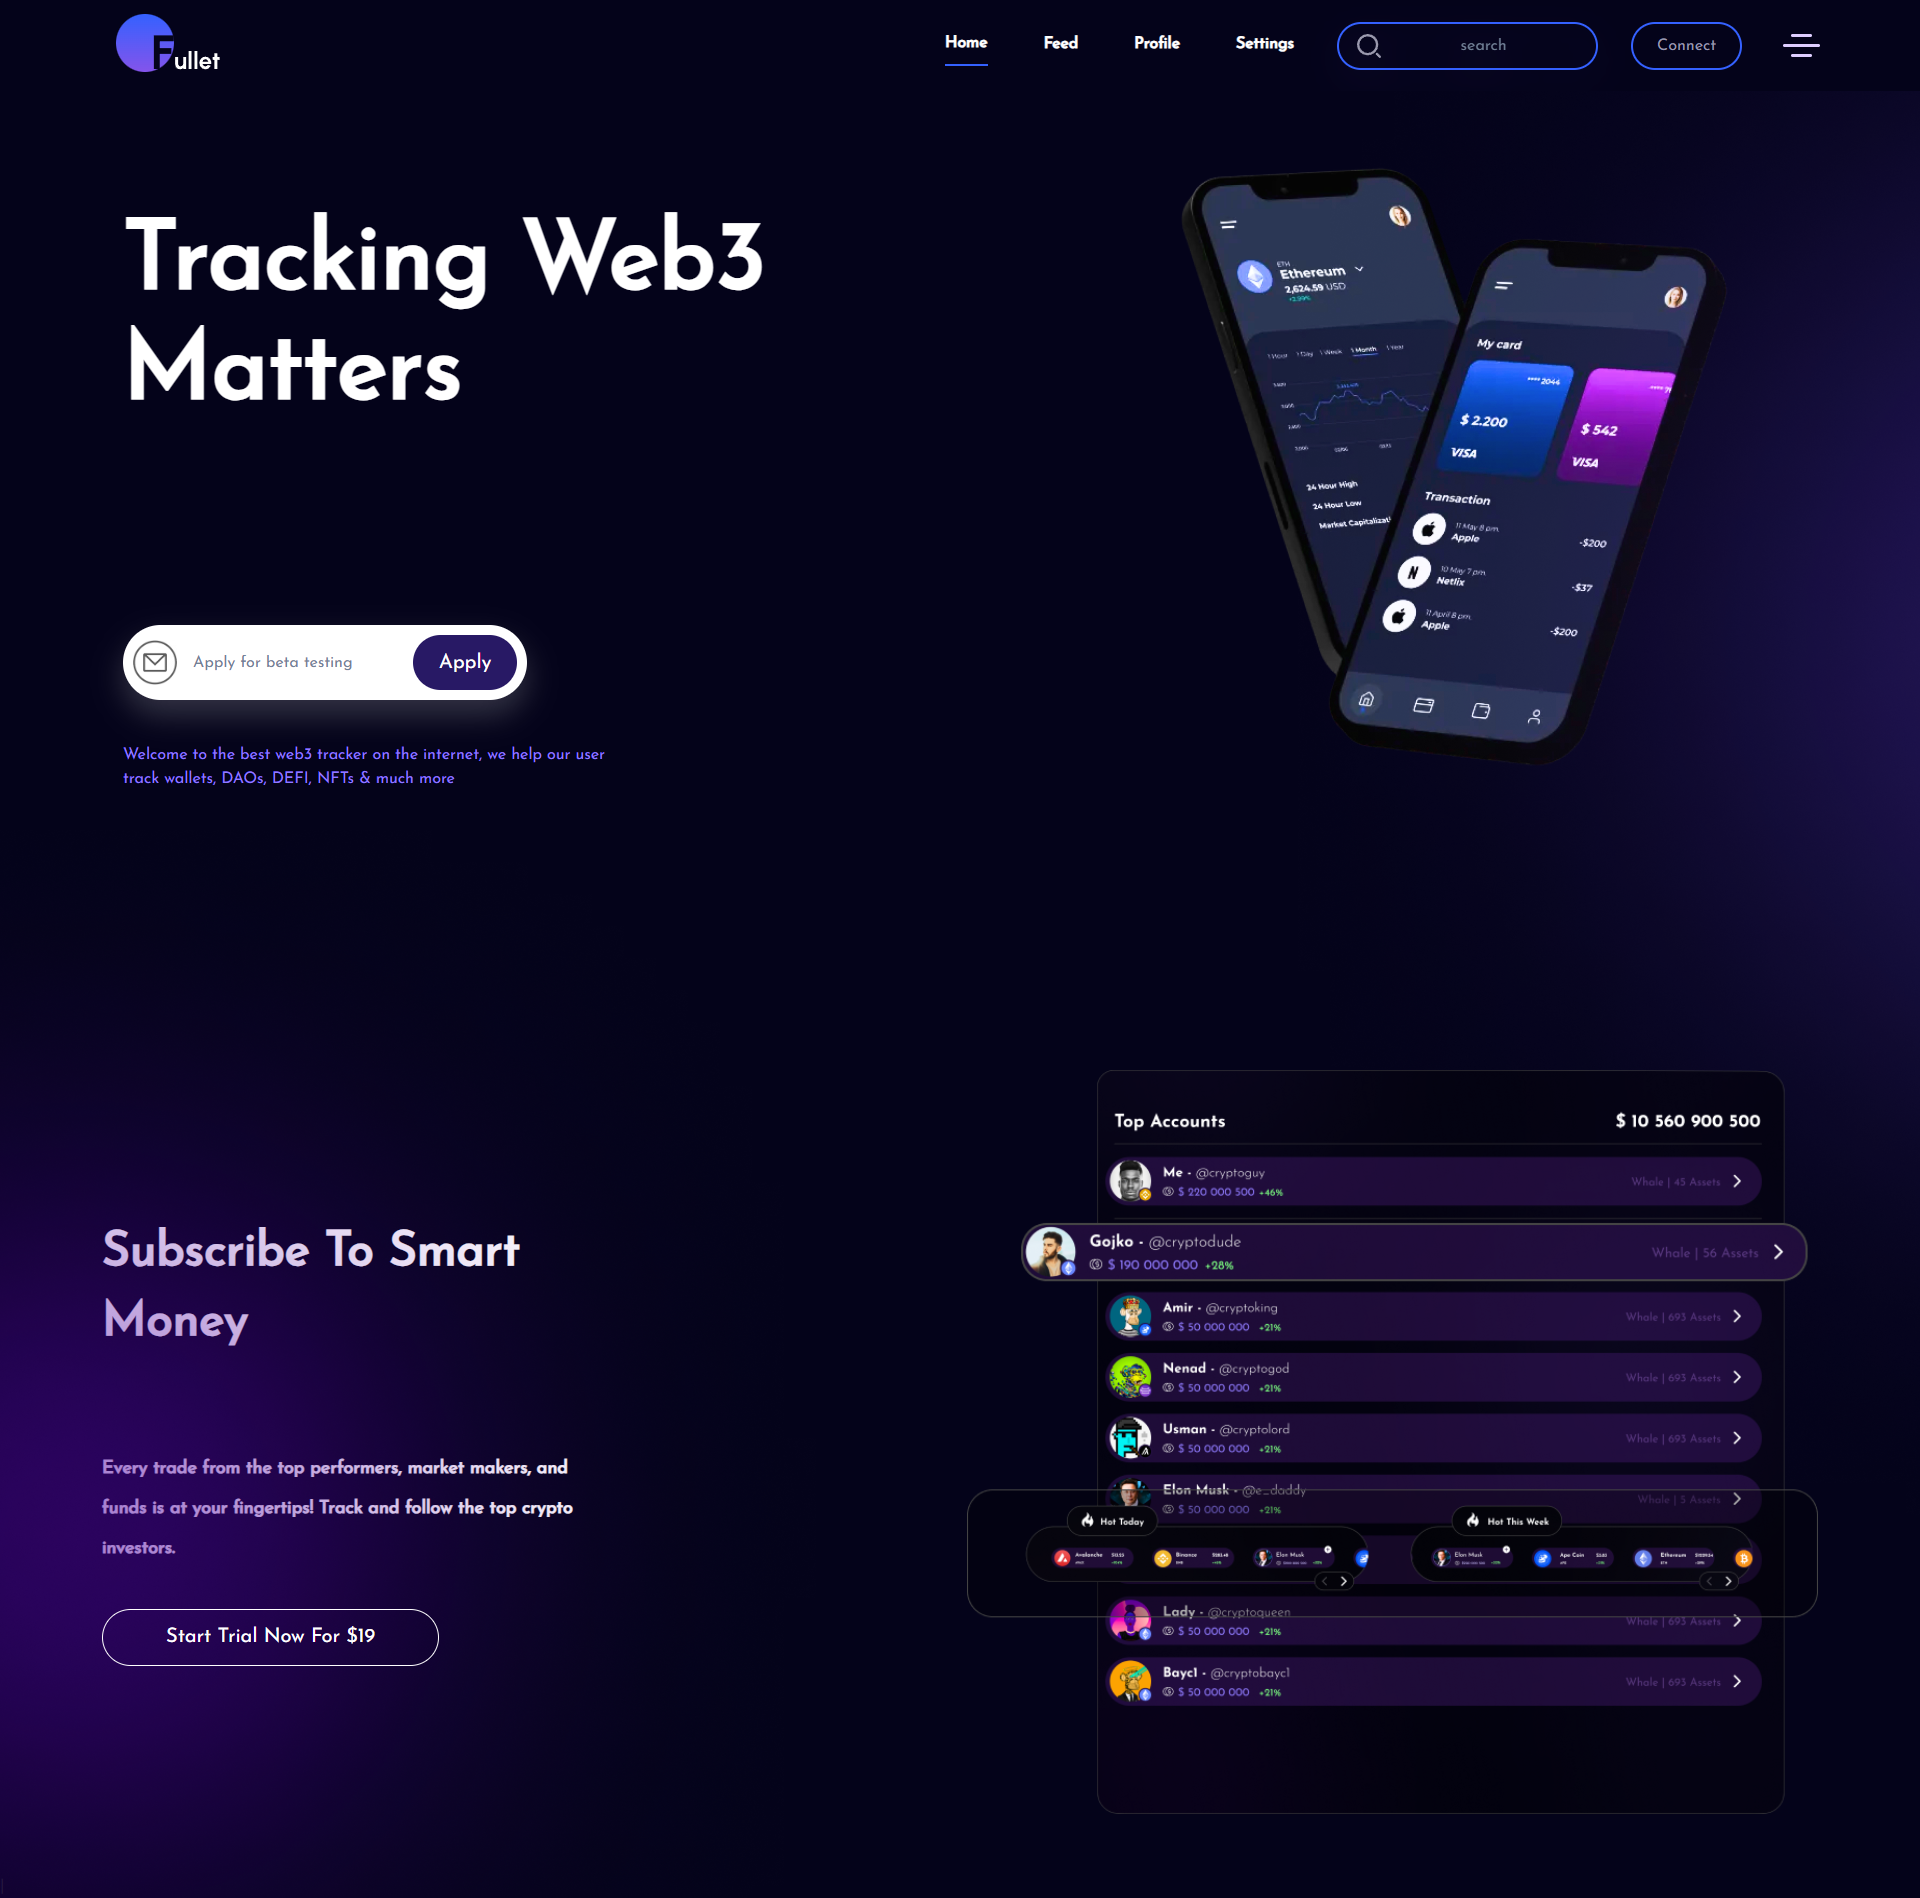 Fullet
Home
Feed
Profile
Settings
search
Connect
Tracking Web3
Matters
ETH
Ethereum
2,624.59 USD
1 Hour 1 Day 1 Week 1 Month 1 Year
24 Hour High
24 Hour Low
Market Capitalizati
My card
**** 2044
$ 2.200
VISA
$ 542
VISA
Transaction
11 May 8 pm.
Apple
-$200
10 May 7 pm.
Netlix
-$37
11 April 8 pm.
Apple
-$200
Apply for beta testing
Apply
Welcome to the best web3 tracker on the internet, we help our user
track wallets, DAOs, DEFI, NFTs & much more
Top Accounts
$ 10 560 900 500
Me - @cryptoguy
$ 220 000 500 +46%
Whale | 45 Assets
Gojko - @cryptodude
$ 190 000 000 +28%
Whale | 56 Assets
Amir - @cryptoking
$ 50 000 000 +21%
Whale | 693 Assets
Nenad - @cryptogod
$ 50 000 000 +21%
Whale | 693 Assets
Usman - @cryptolord
$ 50 000 000 +21%
Whale | 693 Assets
Elon Musk - @e_daddy
$ 50 000 000 +21%
Whale | 5 Assets
Hot Today
Avalanche
Binance
Elon Musk
Hot This Week
Elon Musk
Ape Coin
Ethereum
Lady - @cryptoqueen
$ 50 000 000 +21%
Whale | 693 Assets
Bayc1 - @cryptobayc1
$ 50 000 000 +21%
Whale | 693 Assets
Subscribe To Smart
Money
Every trade from the top performers, market makers, and
funds is at your fingertips! Track and follow the top crypto
investors.
Start Trial Now For $19